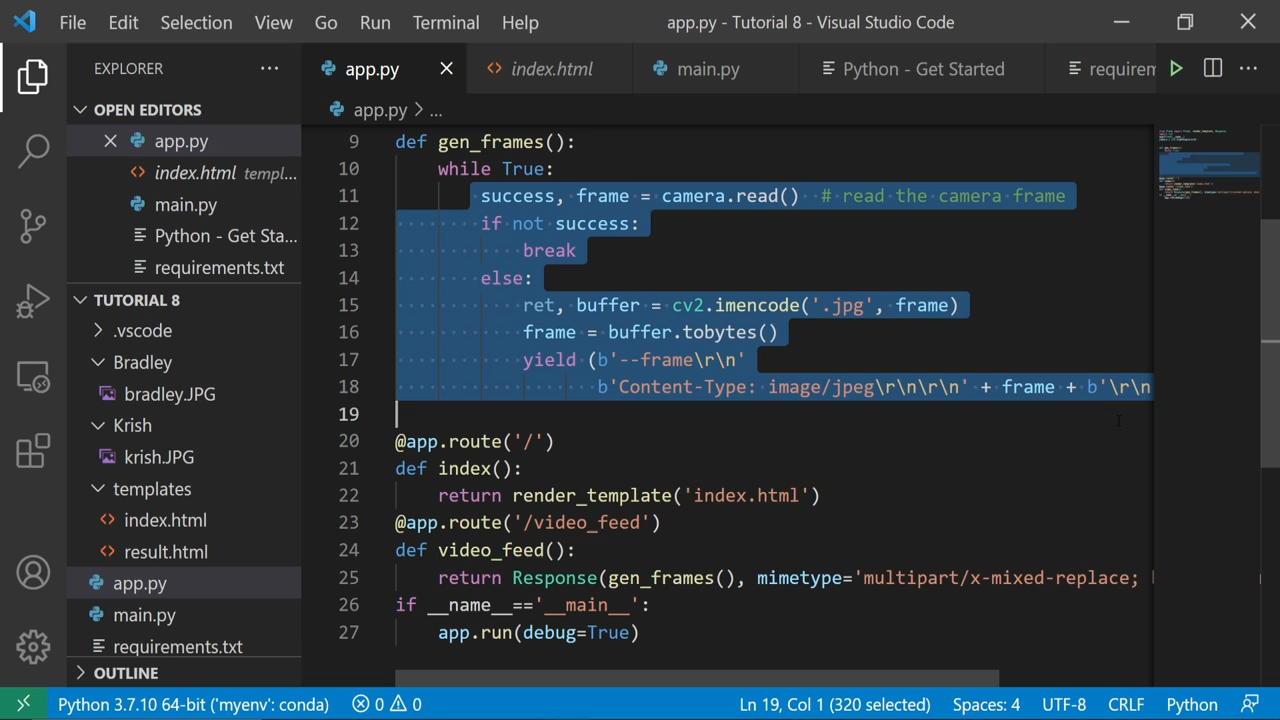 File Edit Selection View Go Run Terminal Help app.py - Tutorial 8 - Visual Studio Code
EXPLORER
OPEN EDITORS
app.py
index.html templ...
main.py
Python - Get Sta...
requirements.txt
TUTORIAL 8
.vscode
Bradley
bradley.JPG
Krish
krish.JPG
templates
index.html
result.html
app.py
main.py
requirements.txt
OUTLINE
app.py index.html main.py Python - Get Started requirem
app.py > ...
9 def gen_frames():
10 while True:
11 success, frame = camera.read() # read the camera frame
12 if not success:
13 break
14 else:
15 ret, buffer = cv2.imencode('.jpg', frame)
16 frame = buffer.tobytes()
17 yield (b'--frame\r\n'
18 b'Content-Type: image/jpeg\r\n\r\n' + frame + b'\r\n
19
20 @app.route('/')
21 def index():
22 return render_template('index.html')
23 @app.route('/video_feed')
24 def video_feed():
25 return Response(gen_frames(), mimetype='multipart/x-mixed-replace;
26 if __name__=='__main__':
27 app.run(debug=True)
Python 3.7.10 64-bit ('myenv': conda) 0 0 Ln 19, Col 1 (320 selected) Spaces: 4 UTF-8 CRLF Python